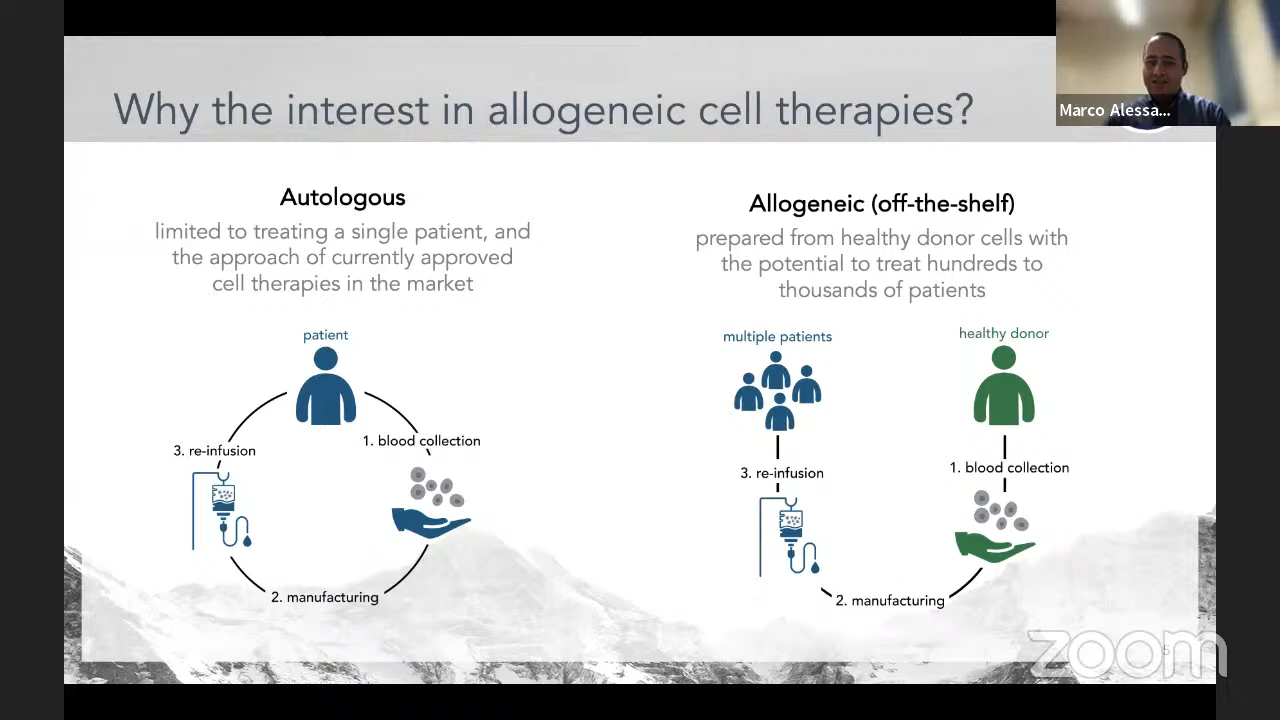 Why the interest in allogeneic cell therapies?
Marco Alessa...
Autologous
limited to treating a single patient, and
the approach of currently approved
cell therapies in the market
patient
1. blood collection
3. re-infusion
2. manufacturing
Allogeneic (off-the-shelf)
prepared from healthy donor cells with
the potential to treat hundreds to
thousands of patients
multiple patients
healthy donor
3. re-infusion
1. blood collection
2. manufacturing
zoom
5